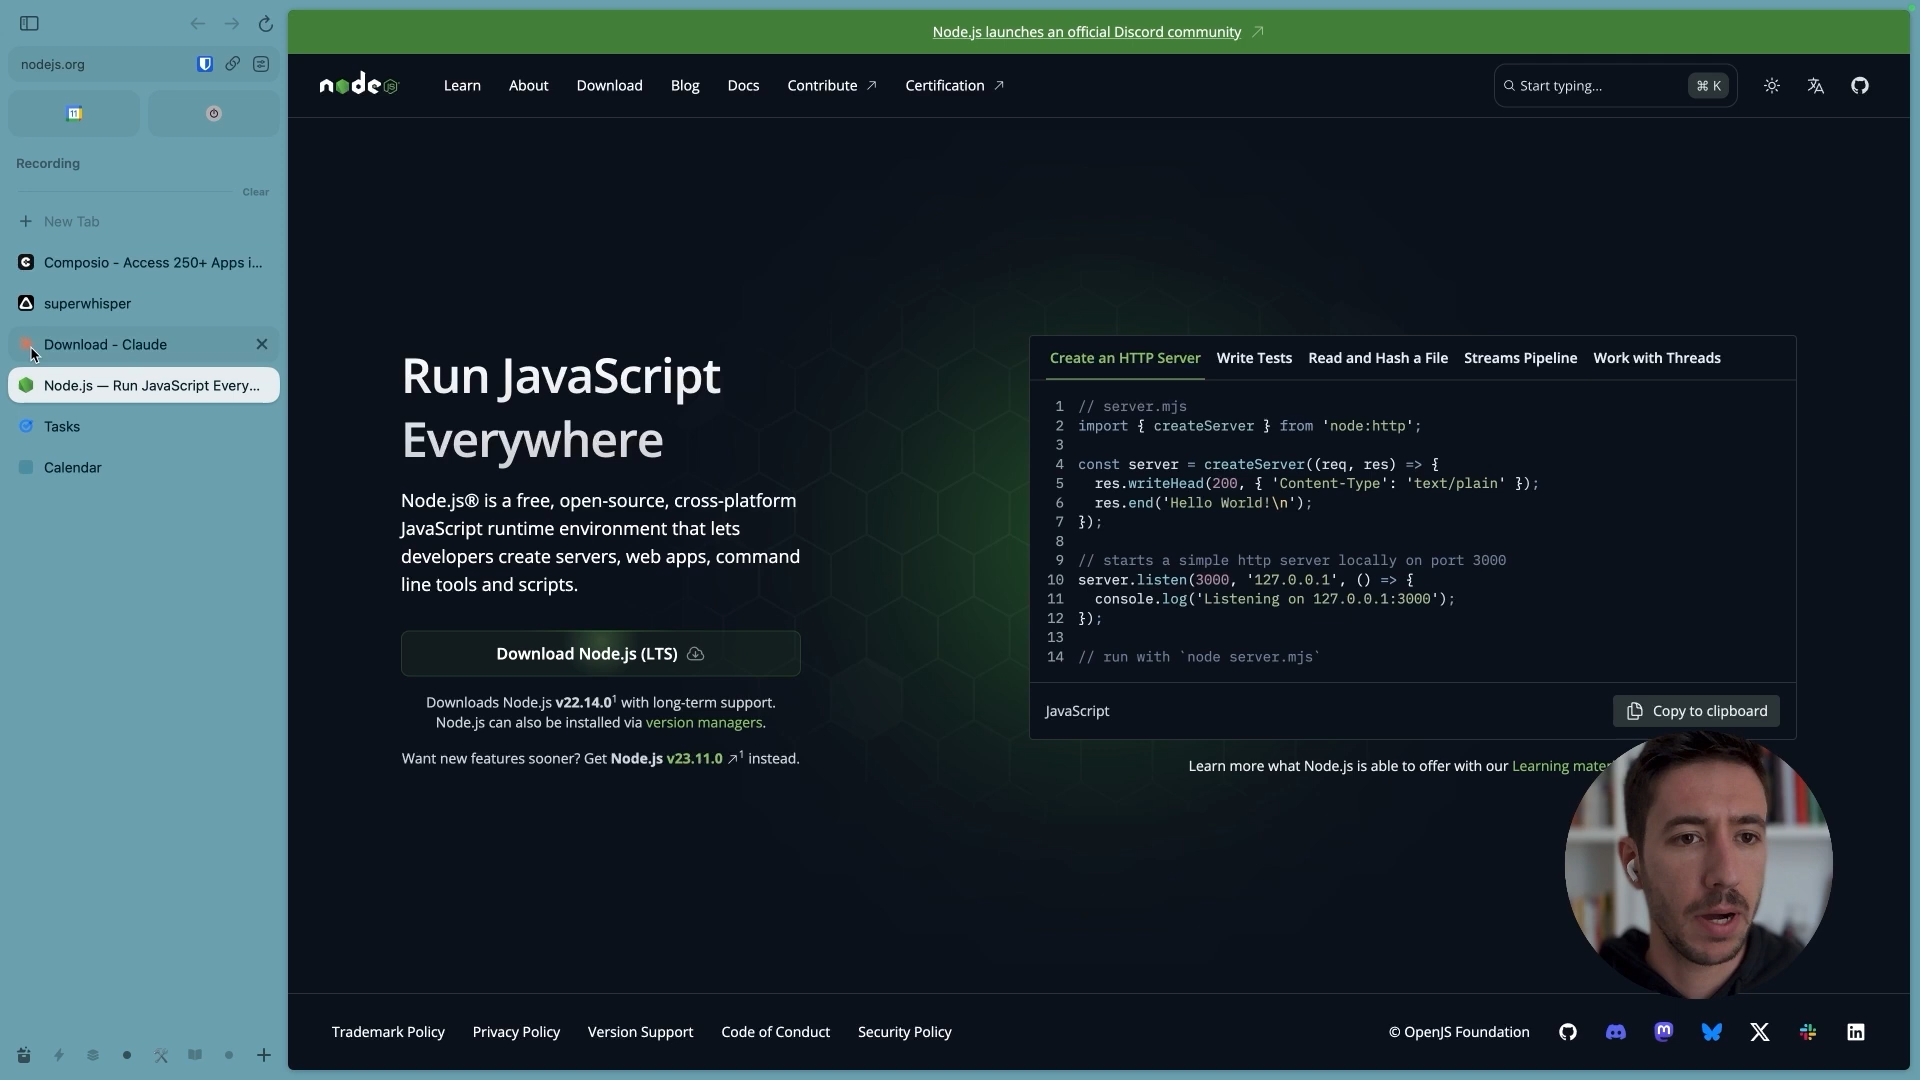 nodejs.org
11
Recording
Clear
New Tab
Composio - Access 250+ Apps i...
superwhisper
Download - Claude
Node.js — Run JavaScript Every...
Tasks
Calendar
Node.js launches an official Discord community
node
JS
Learn
About
Download
Blog
Docs
Contribute
Certification
Start typing...
⌘ K
Run JavaScript
Everywhere
Node.js® is a free, open-source, cross-platform
JavaScript runtime environment that lets
developers create servers, web apps, command
line tools and scripts.
Download Node.js (LTS)
Downloads Node.js v22.14.0¹ with long-term support.
Node.js can also be installed via version managers.
Want new features sooner? Get Node.js v23.11.0 ↗¹ instead.
Create an HTTP Server
Write Tests
Read and Hash a File
Streams Pipeline
Work with Threads
1 // server.mjs
2 import { createServer } from 'node:http';
3
4 const server = createServer((req, res) => {
5   res.writeHead(200, { 'Content-Type': 'text/plain' });
6   res.end('Hello World!\n');
7 });
8
9 // starts a simple http server locally on port 3000
10 server.listen(3000, '127.0.0.1', () => {
11   console.log('Listening on 127.0.0.1:3000');
12 });
13
14 // run with `node server.mjs`
JavaScript
Copy to clipboard
Learn more what Node.js is able to offer with our Learning
Trademark Policy
Privacy Policy
Version Support
Code of Conduct
Security Policy
© OpenJS Foundation